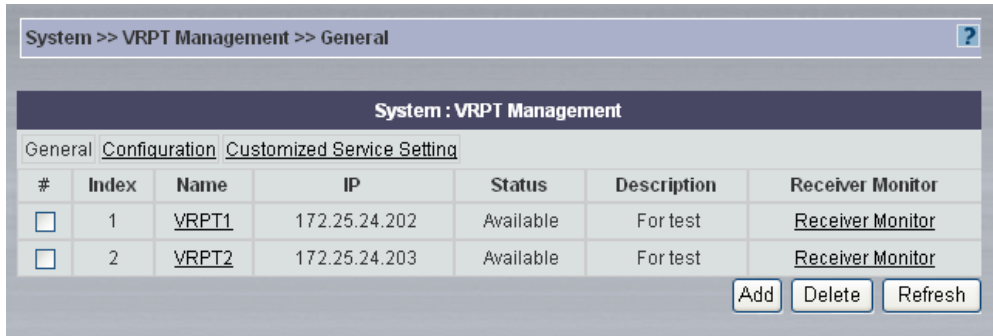 System >> VRPT Management >> General ?
System : VRPT Management
General Configuration Customized Service Setting
# Index Name IP Status Description Receiver Monitor
1 VRPT1 172.25.24.202 Available For test Receiver Monitor
2 VRPT2 172.25.24.203 Available For test Receiver Monitor
Add Delete Refresh